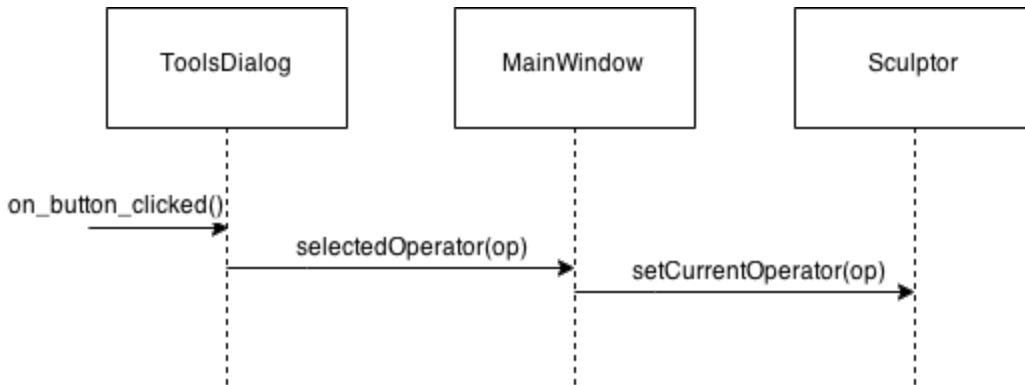 ToolsDialog
MainWindow
Sculptor
on_button_clicked()
selectedOperator(op)
setCurrentOperator(op)